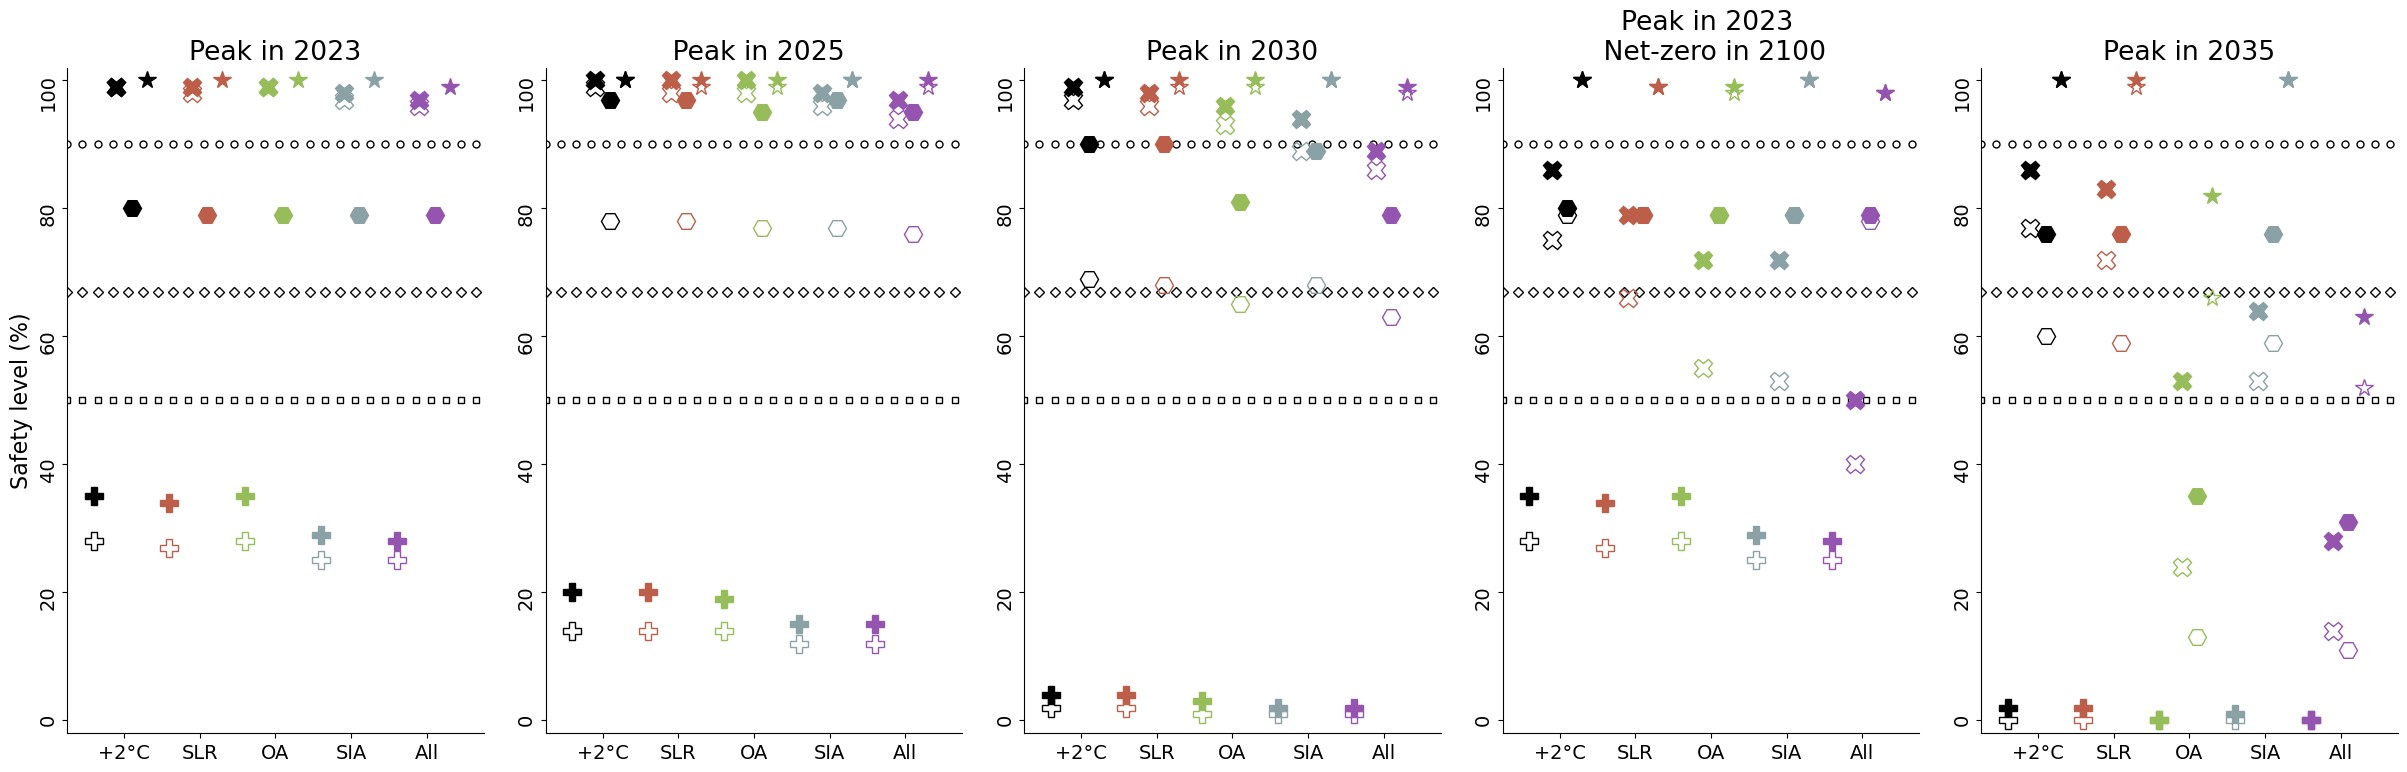 Peak in 2023
Peak in 2025
Peak in 2030
Peak in 2023
Net-zero in 2100
Peak in 2035
Safety level (%)
100
80
60
40
20
0
+2°C SLR OA SIA All
100
80
60
40
20
0
+2°C SLR OA SIA All
100
80
60
40
20
0
+2°C SLR OA SIA All
100
80
60
40
20
0
+2°C SLR OA SIA All
100
80
60
40
20
0
+2°C SLR OA SIA All